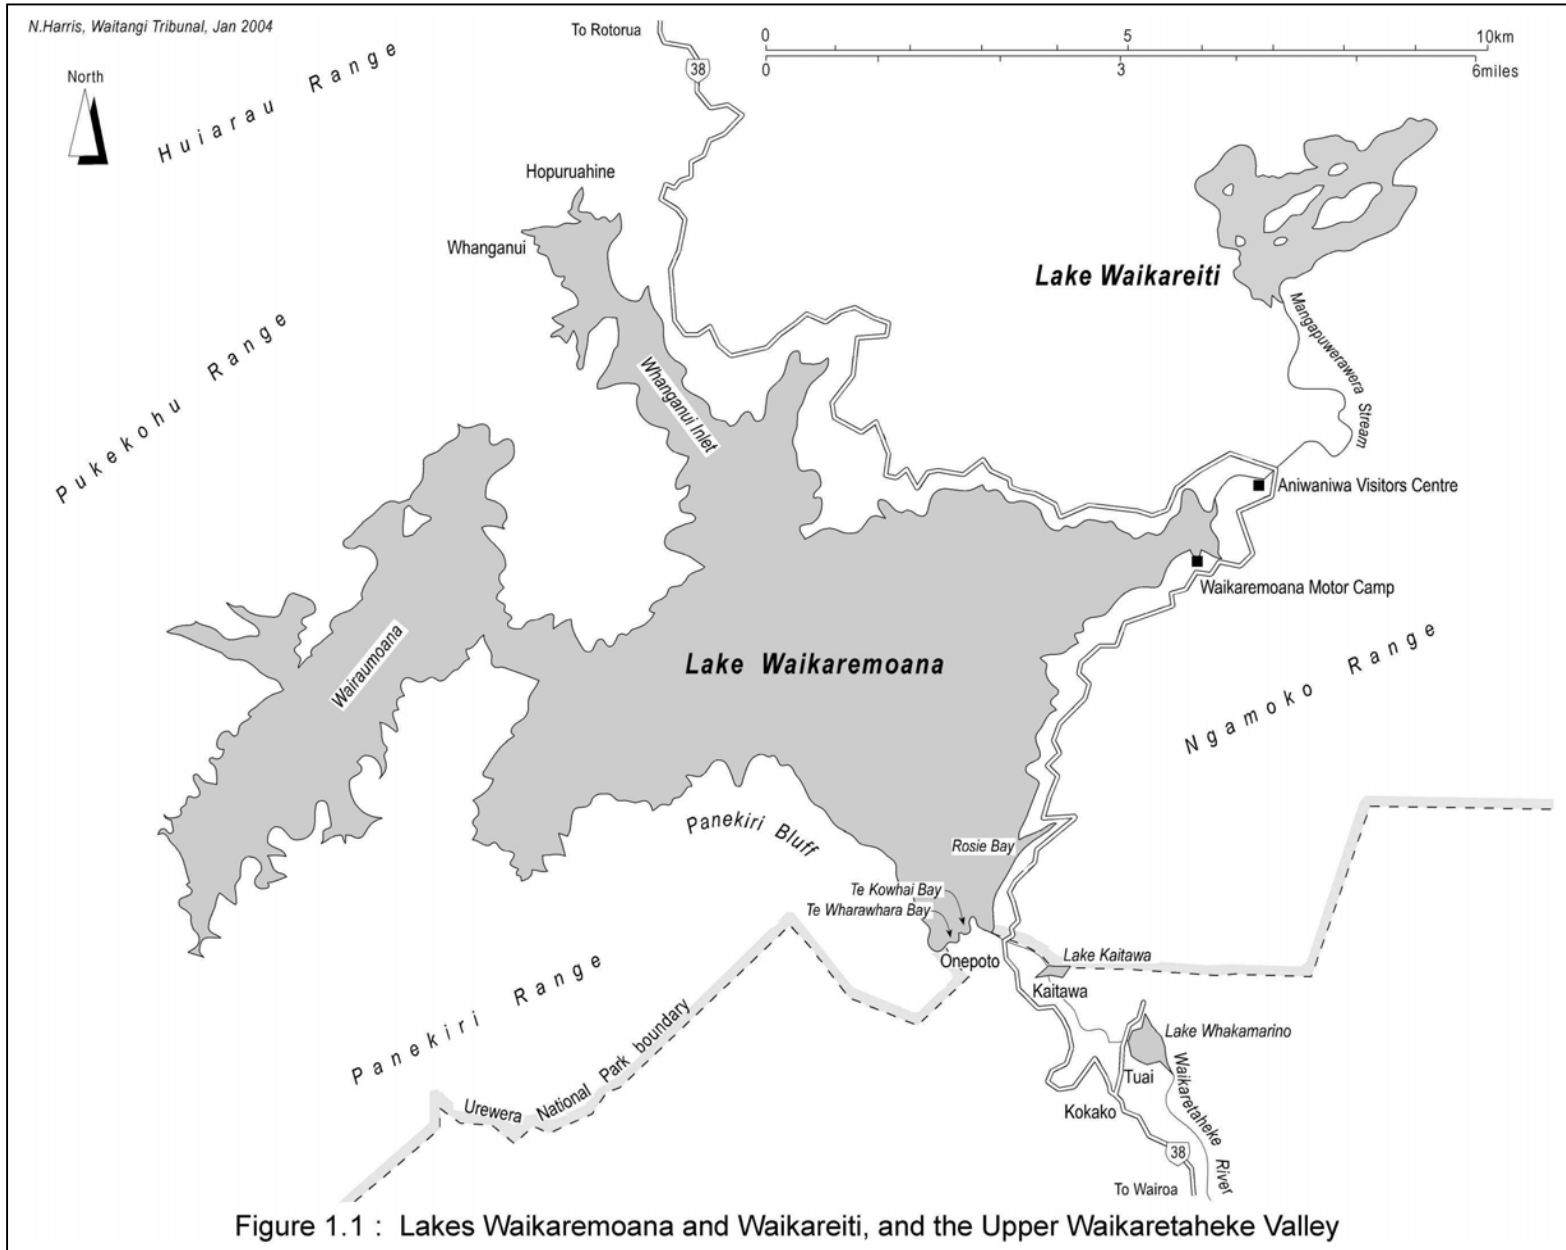 N.Harris, Waitangi Tribunal, Jan 2004
To Rotorua
38
0 5 10km
0 3 6miles
North
Huiarau Range
Hopuruahine
Whanganui
Lake Waikareiti
Mangapuwerawera Stream
Pukekohu Range
Whanganui Inlet
Aniwaniwa Visitors Centre
Waikaremoana Motor Camp
Wairaumoana
Lake Waikaremoana
Ngamoko Range
Panekiri Bluff
Rosie Bay
Te Kowhai Bay
Te Wharawhara Bay
Onepoto
Lake Kaitawa
Kaitawa
Panekiri Range
Lake Whakamarino
Tuai
Kokako
Waikaretaheke River
Urewera National Park boundary
38
To Wairoa
Figure 1.1 : Lakes Waikaremoana and Waikareiti, and the Upper Waikaretaheke Valley